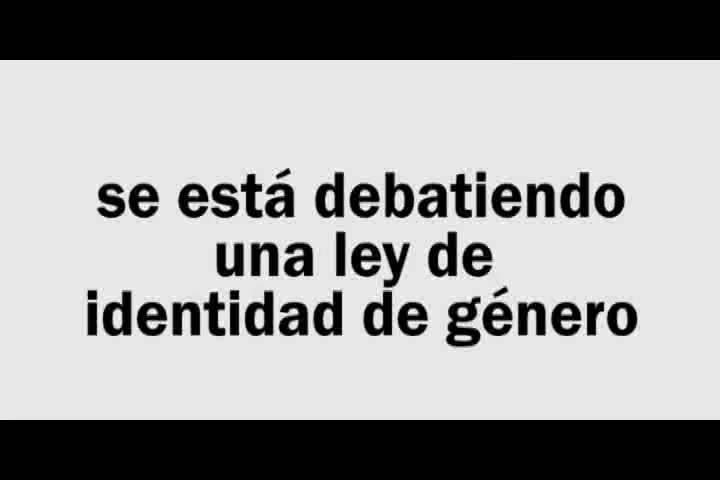 se está debatiendo
una ley de
identidad de género